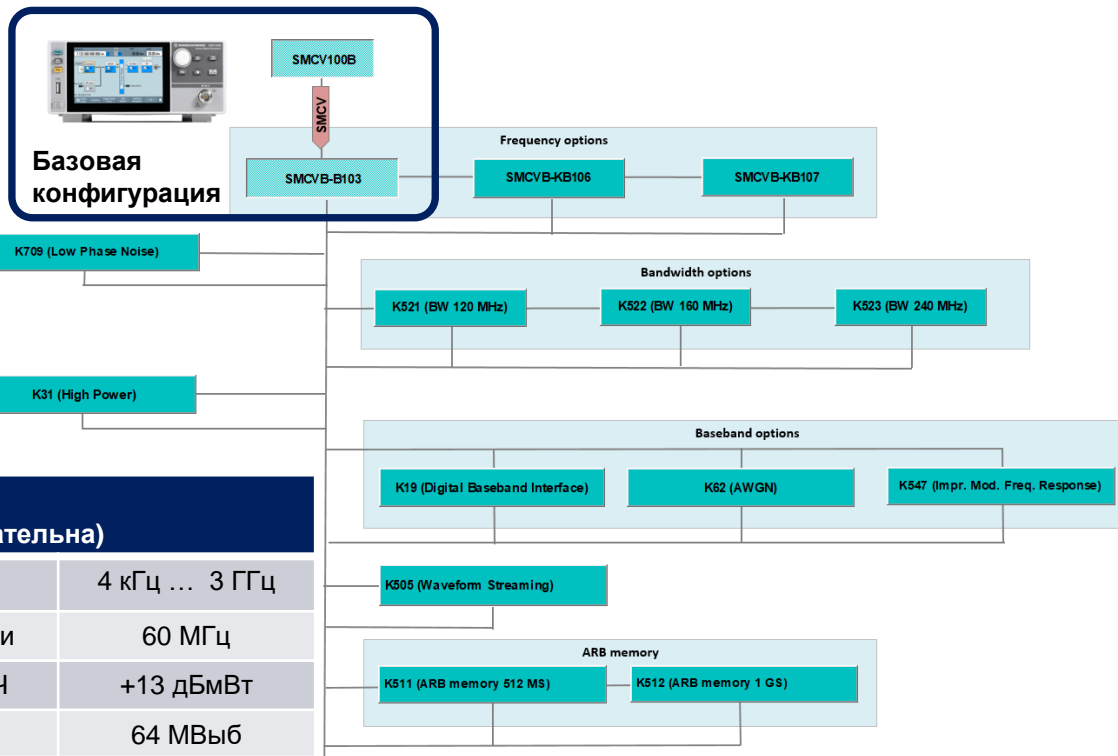 SMCV100B
SMCV
Базовая
конфигурация
Frequency options
SMCVB-B103
SMCVB-KB106
SMCVB-KB107
K709 (Low Phase Noise)
Bandwidth options
K521 (BW 120 MHz)
K522 (BW 160 MHz)
K523 (BW 240 MHz)
K31 (High Power)
Baseband options
K19 (Digital Baseband Interface)
K62 (AWGN)
K547 (Impr. Mod. Freq. Response)
ательна)
4 кГц … 3 ГГц
и
60 МГц
Ч
+13 дБмВт
64 МВыб
K505 (Waveform Streaming)
ARB memory
K511 (ARB memory 512 MS)
K512 (ARB memory 1 GS)